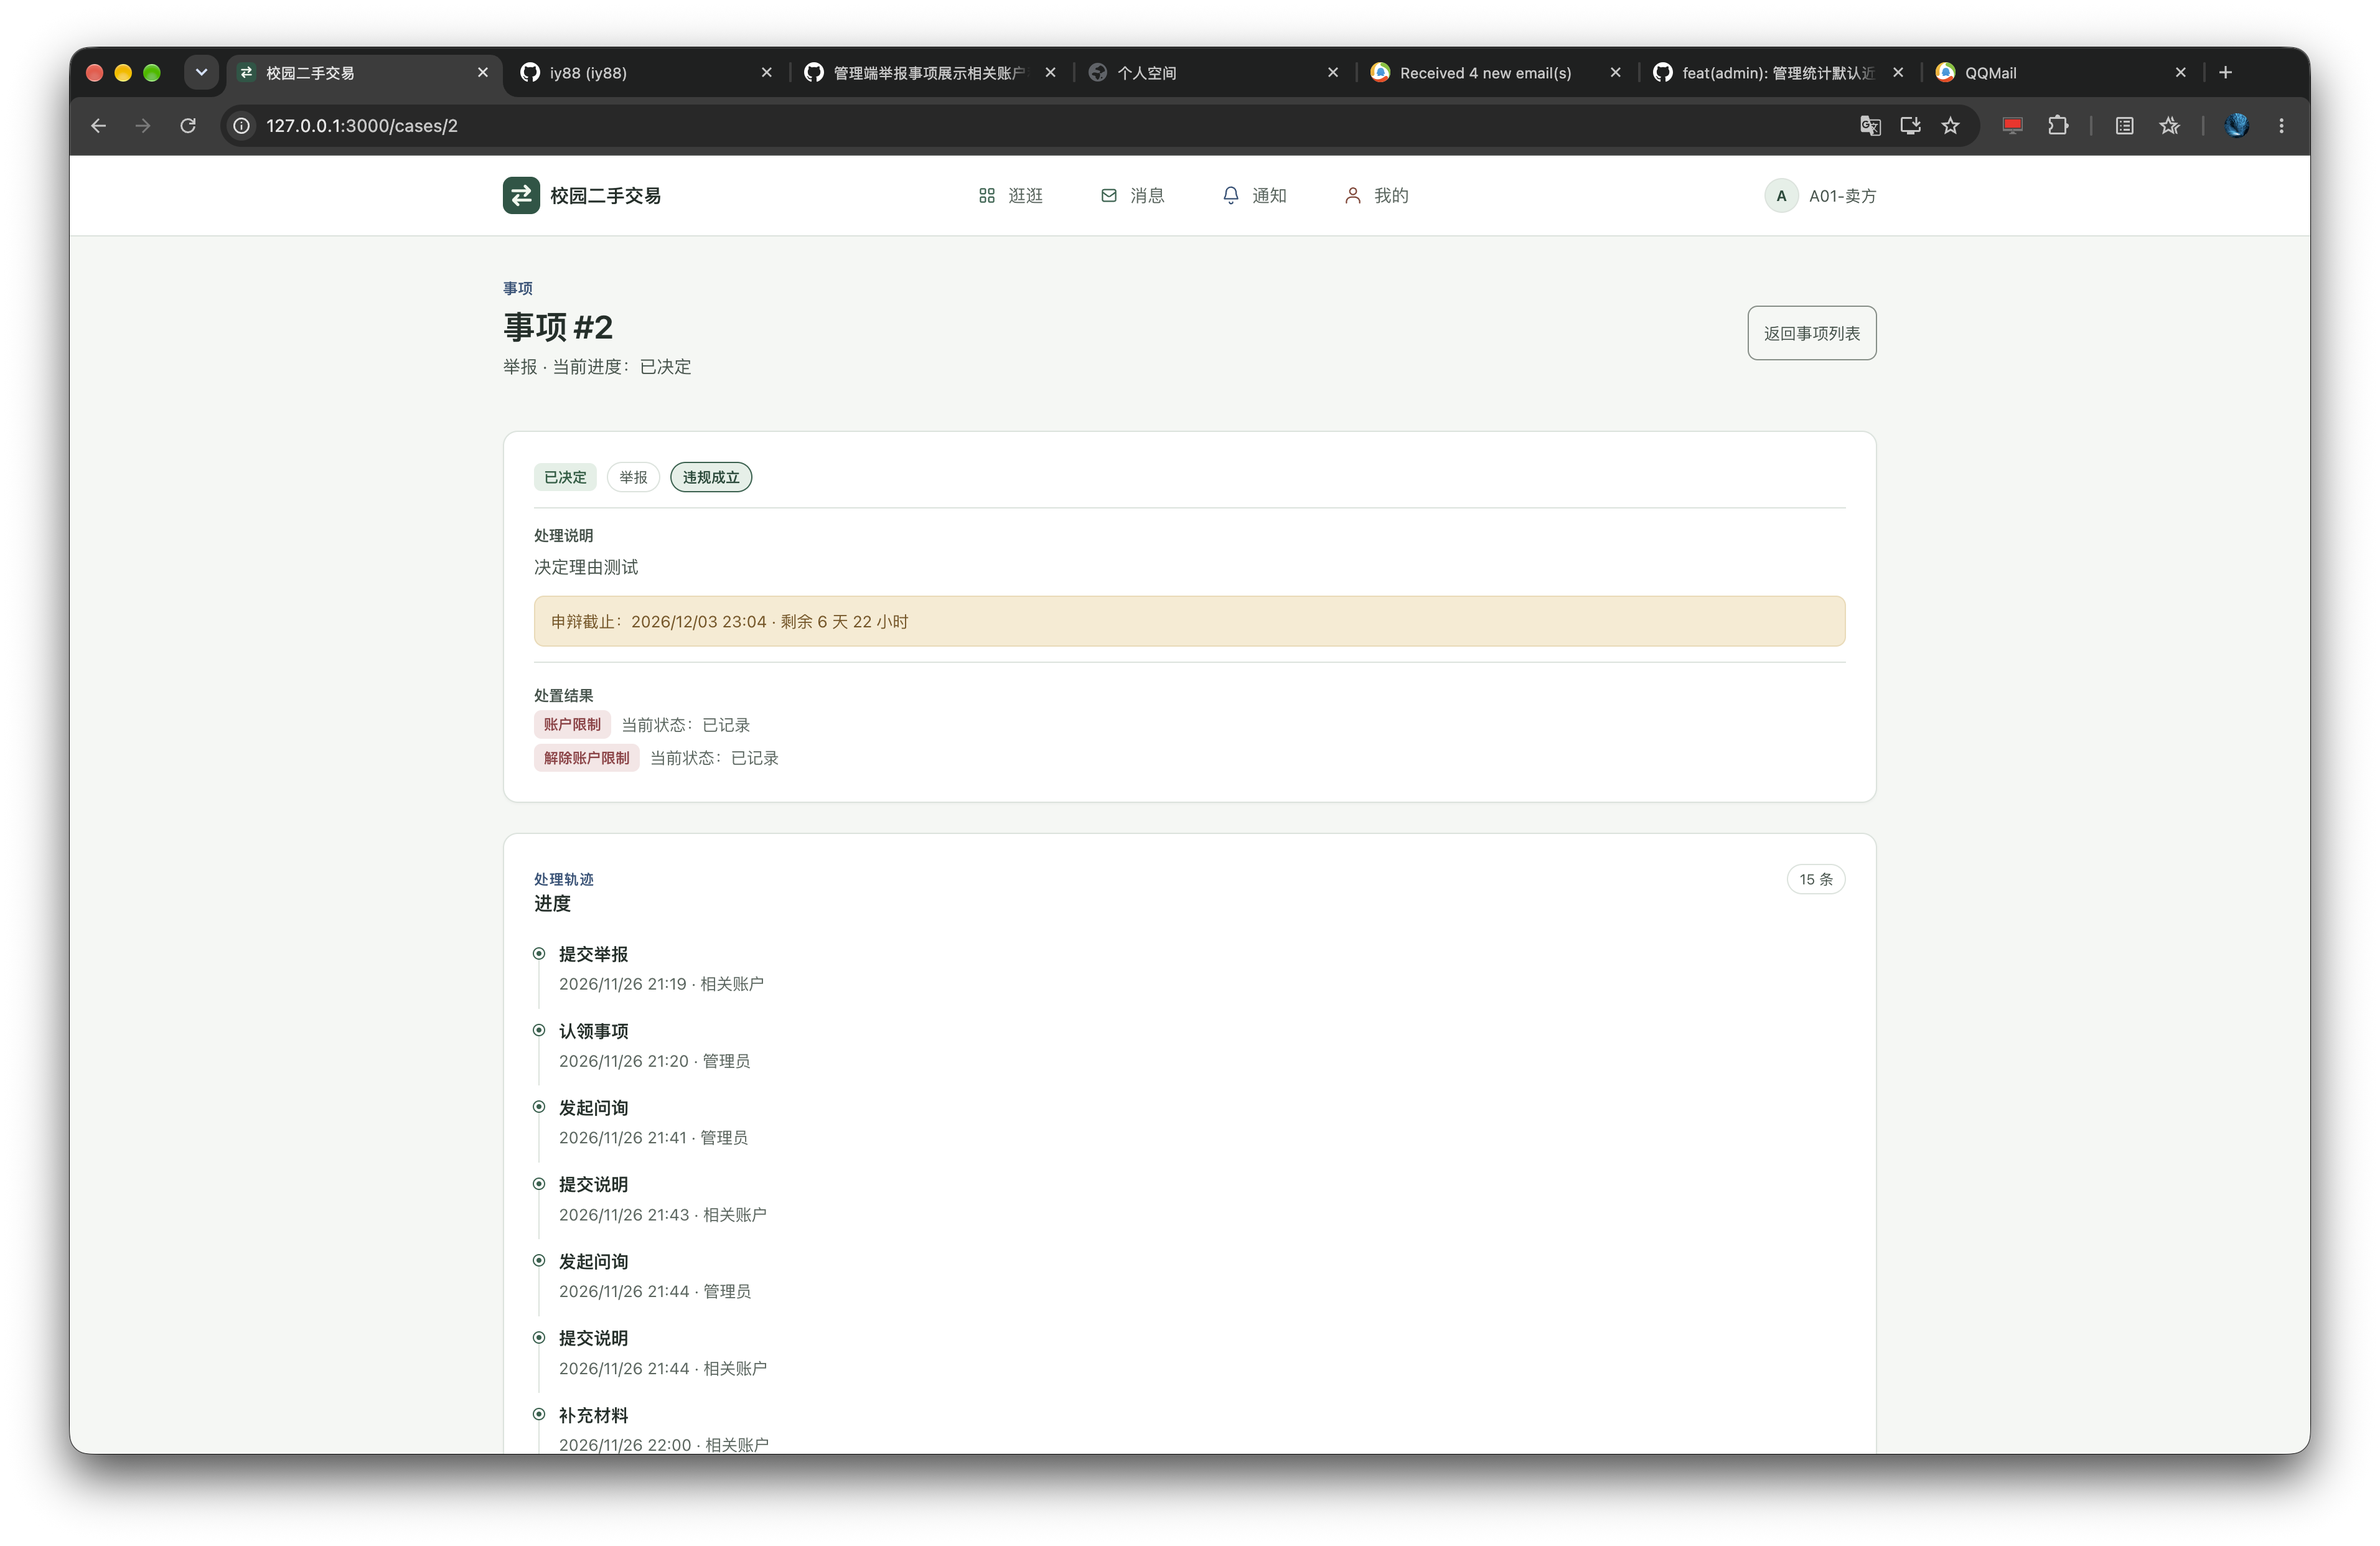 校园二手交易
iy88 (iy88)
管理端举报事项展示相关账户
个人空间
Received 4 new email(s)
feat(admin): 管理统计默认近
QQMail
127.0.0.1:3000/cases/2
校园二手交易
逛逛
消息
通知
我的
A
A01-卖方
事项
事项 #2
举报 · 当前进度：已决定
返回事项列表
已决定
举报
违规成立
处理说明
决定理由测试
申辩截止：2026/12/03 23:04 · 剩余 6 天 22 小时
处置结果
账户限制 当前状态：已记录
解除账户限制 当前状态：已记录
处理轨迹
进度
15 条
提交举报
2026/11/26 21:19 · 相关账户
认领事项
2026/11/26 21:20 · 管理员
发起问询
2026/11/26 21:41 · 管理员
提交说明
2026/11/26 21:43 · 相关账户
发起问询
2026/11/26 21:44 · 管理员
提交说明
2026/11/26 21:44 · 相关账户
补充材料
2026/11/26 22:00 · 相关账户